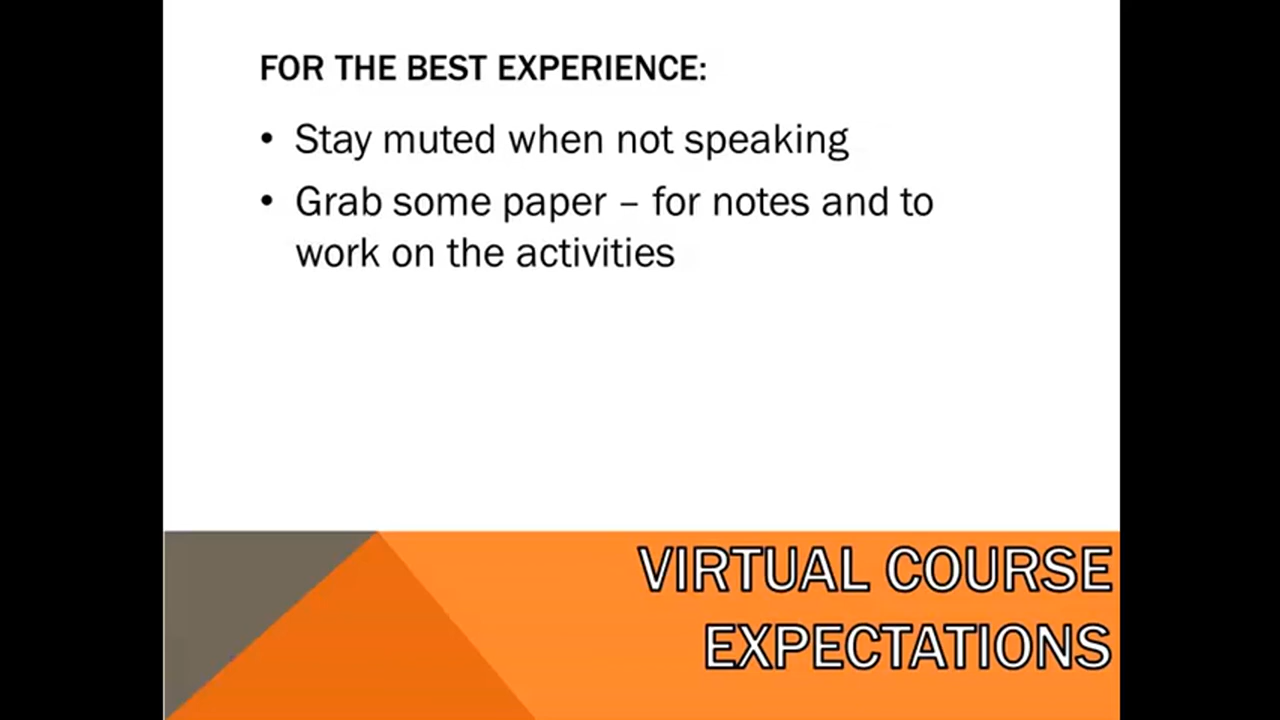 FOR THE BEST EXPERIENCE:
• Stay muted when not speaking
• Grab some paper – for notes and to
work on the activities
VIRTUAL COURSE
EXPECTATIONS